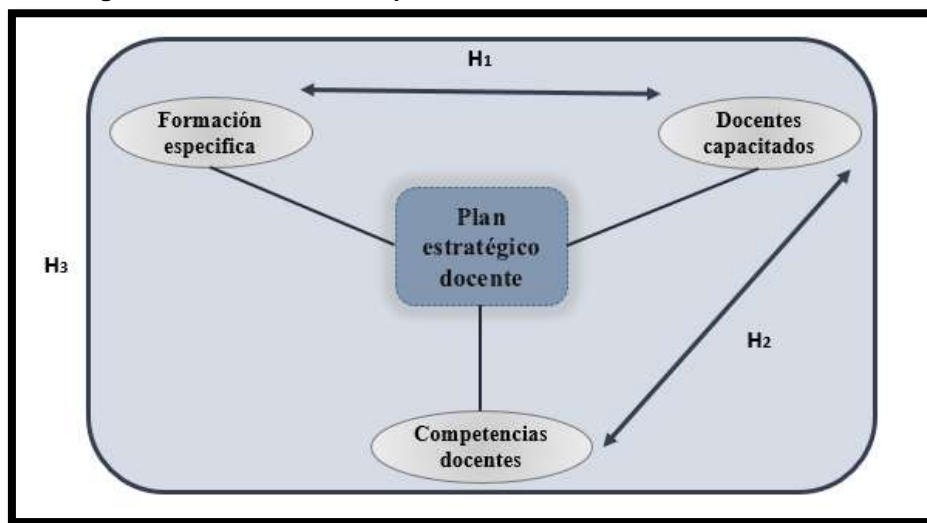 H1
Formación
especifica
Docentes
capacitados
Plan
estratégico
docente
H3
H2
Competencias
docentes